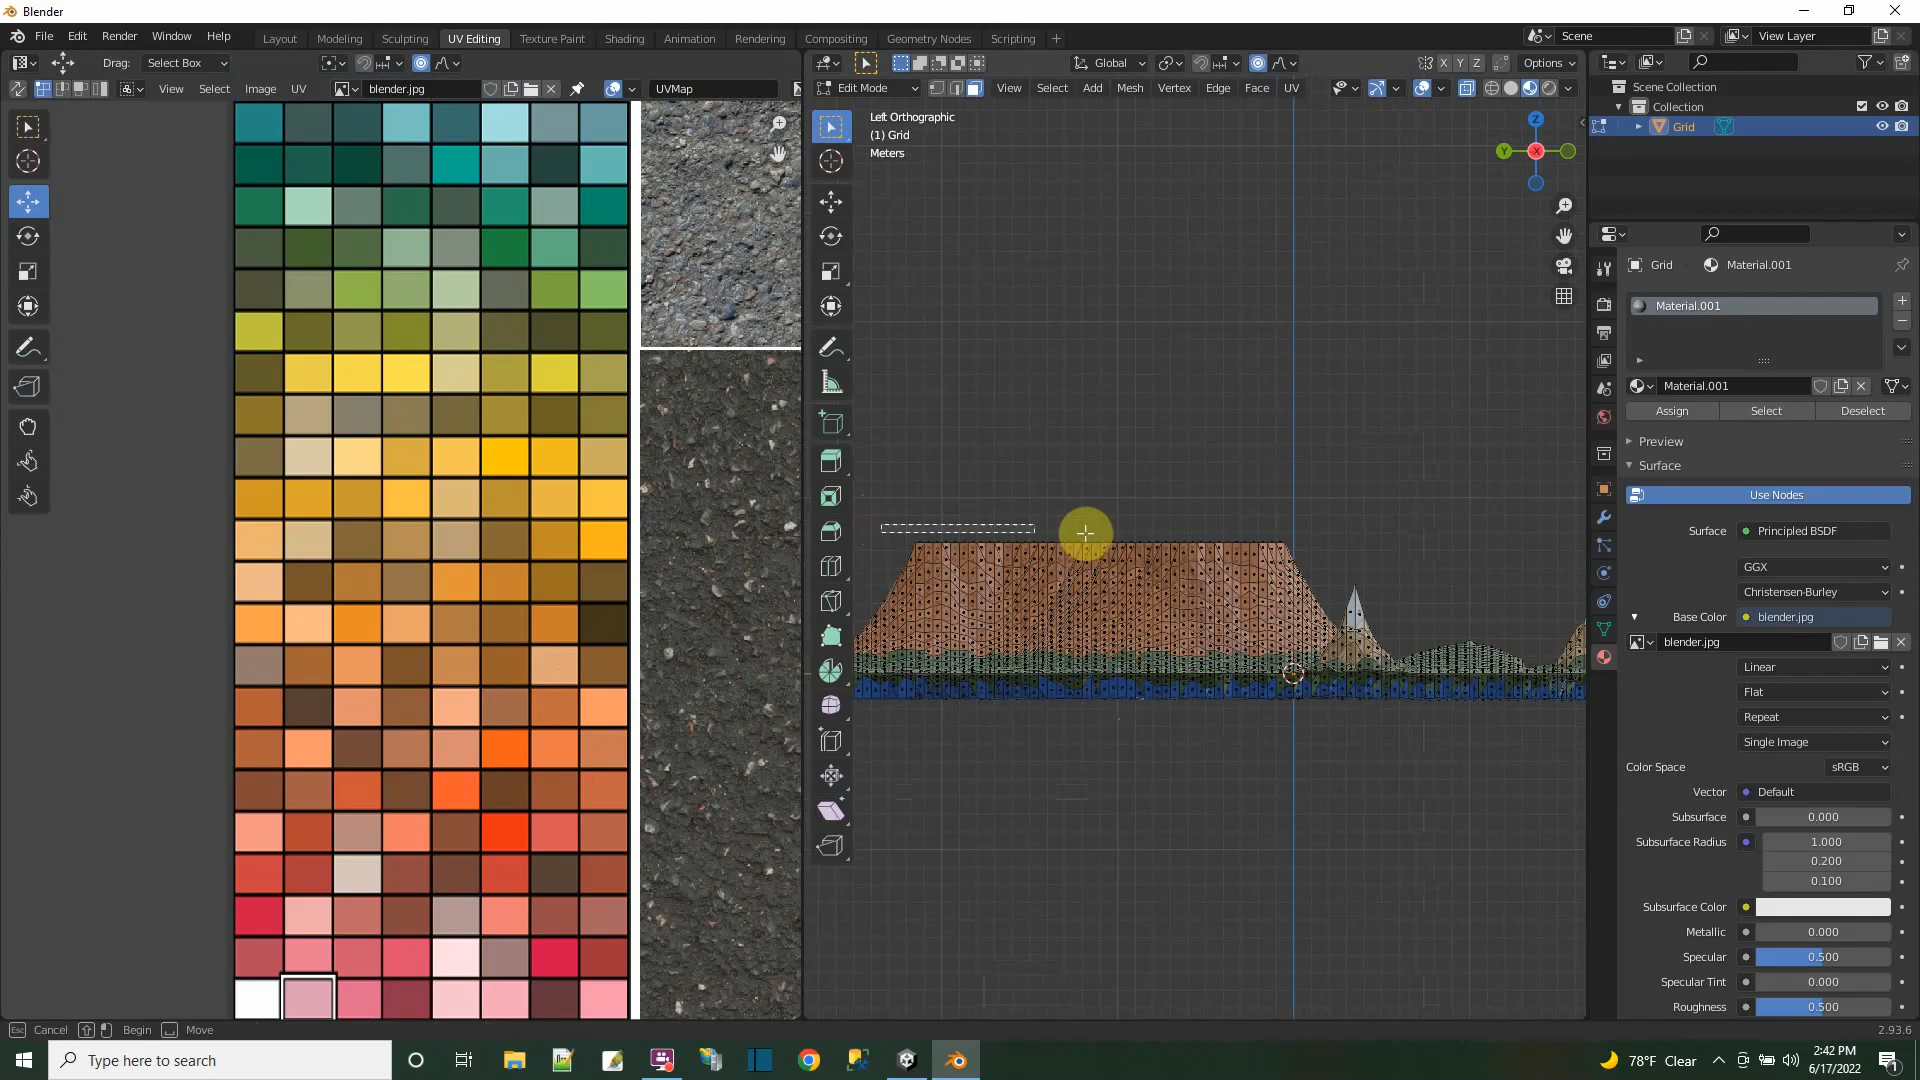 Blender
File Edit Render Window Help
Layout Modeling Sculpting UV Editing Texture Paint Shading Animation Rendering Compositing Geometry Nodes Scripting +
Scene
View Layer
Drag: Select Box
Global
X Y Z
Options
View Select Image UV
blender.jpg
UVMap
Edit Mode
View Select Add Mesh Vertex Edge Face UV
Left Orthographic
(1) Grid
Meters
Z
Y
X
Scene Collection
Collection
Grid
Grid
Material.001
Material.001
Material.001
Assign Select Deselect
Preview
Surface
Use Nodes
Surface Principled BSDF
GGX
Christensen-Burley
Base Color blender.jpg
blender.jpg
Linear
Flat
Repeat
Single Image
Color Space sRGB
Vector Default
Subsurface 0.000
Subsurface Radius 1.000
0.200
0.100
Subsurface Color
Metallic 0.000
Specular 0.500
Specular Tint 0.000
Roughness 0.500
Esc Cancel Begin Move
2.93.6
Type here to search
78°F Clear
2:42 PM
6/17/2022
1